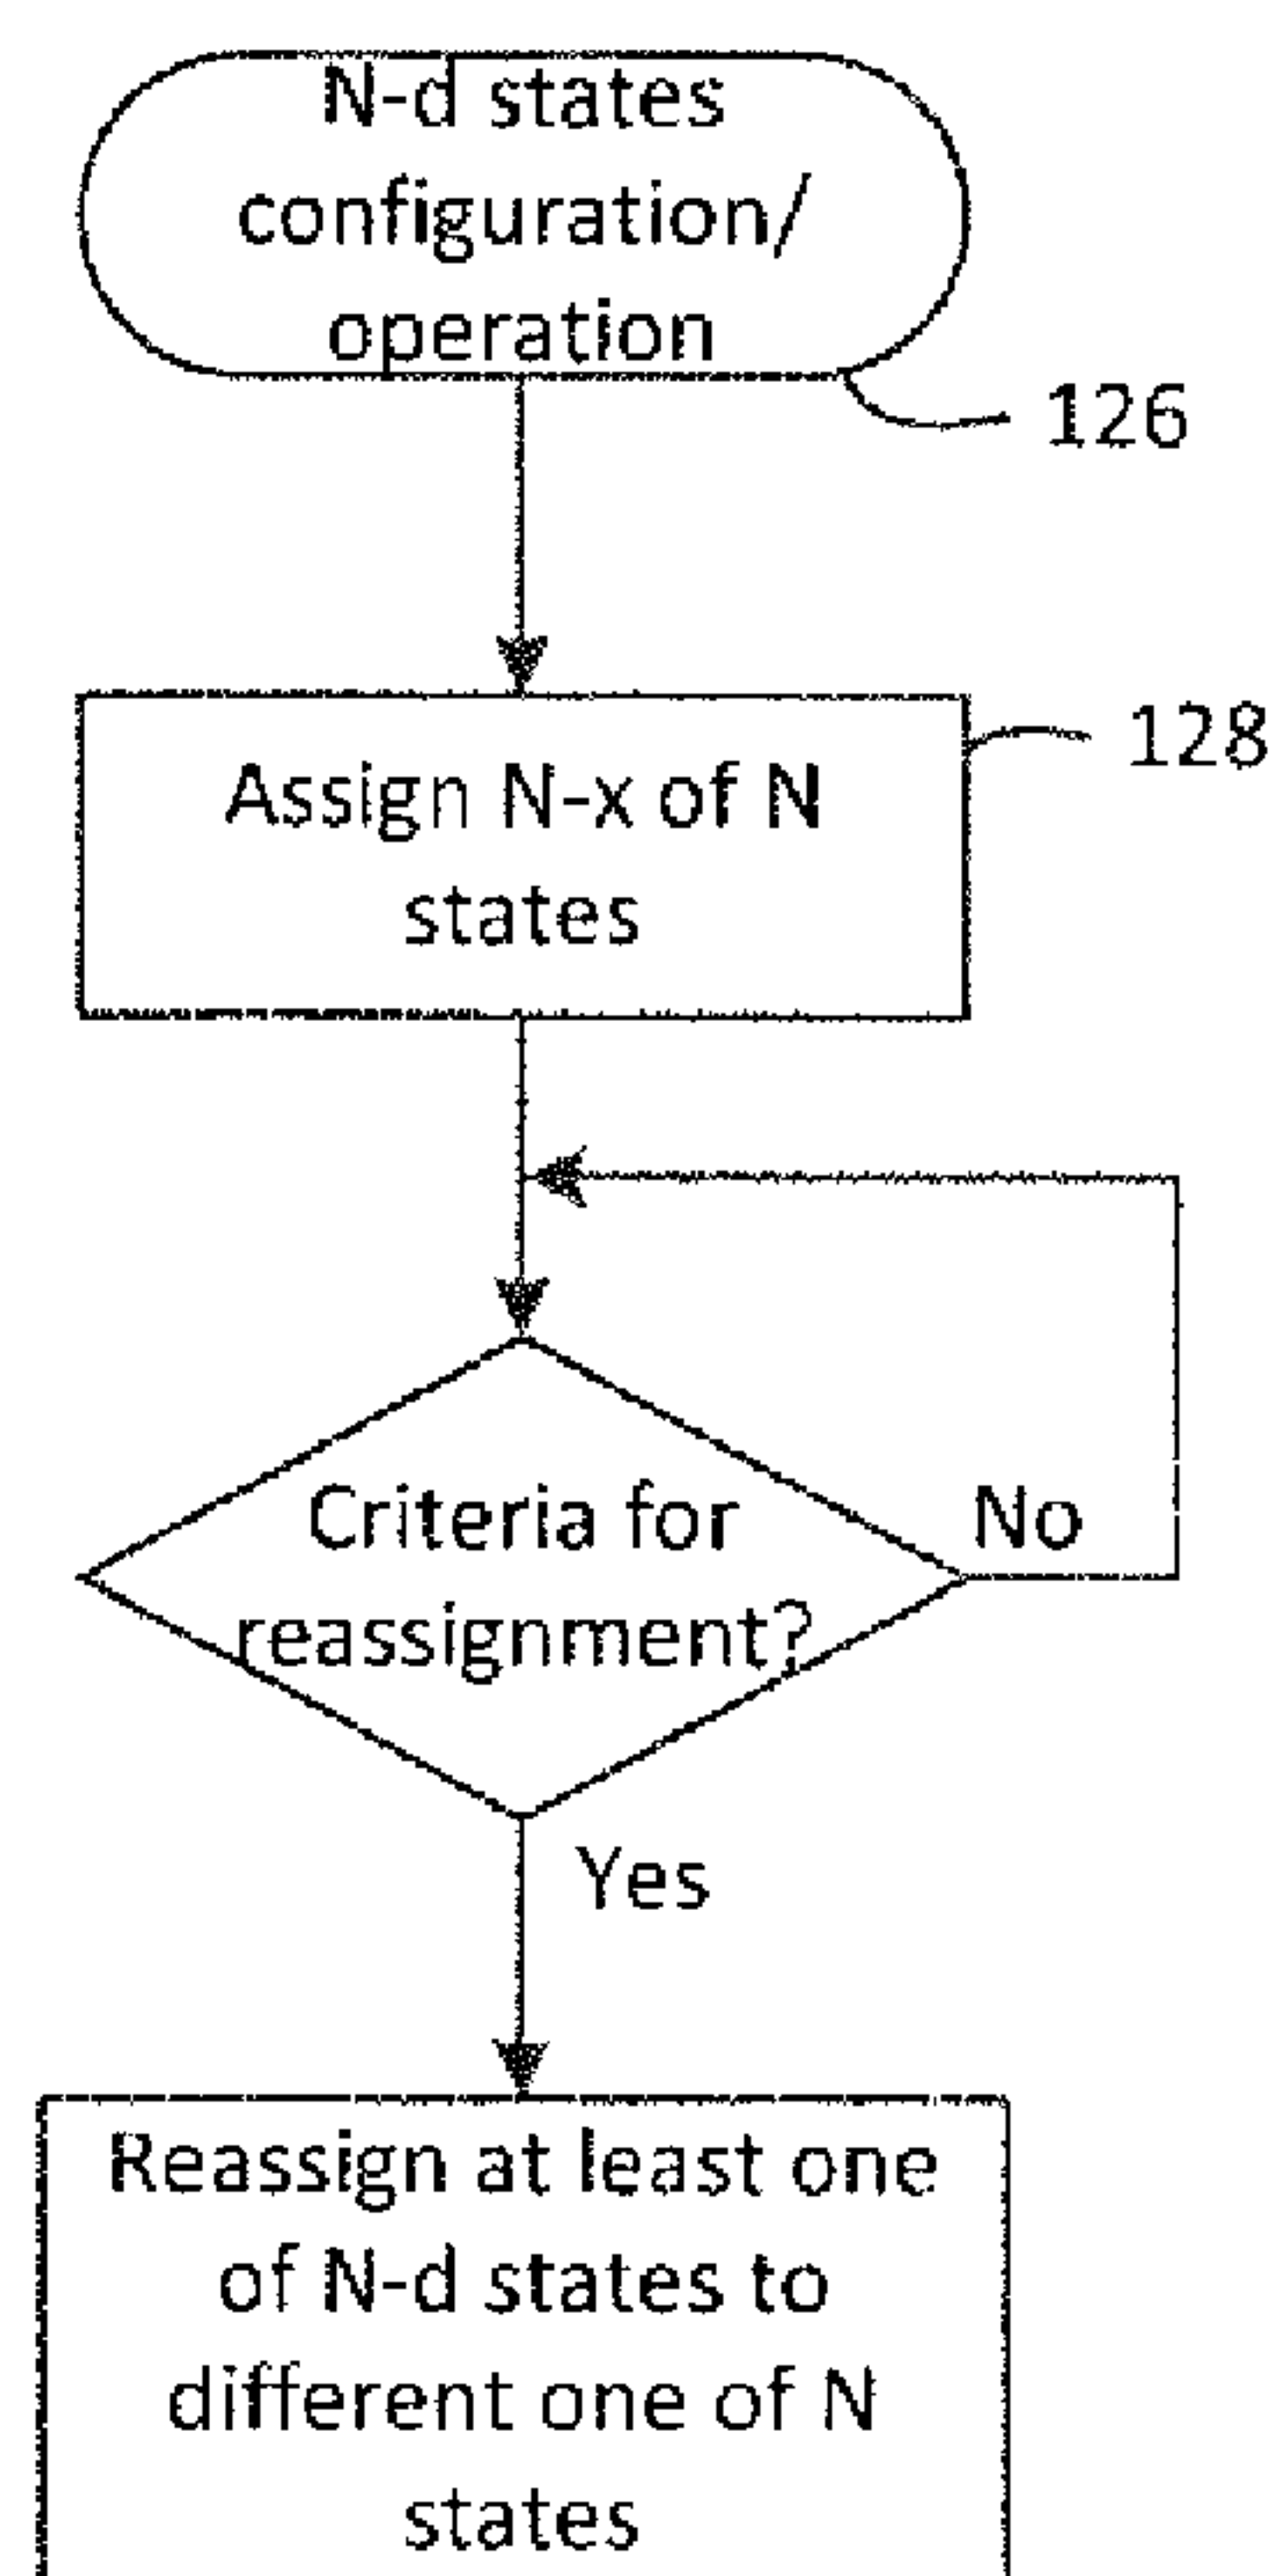 N-d states
configuration/
operation
126
128
Assign N-x of N
states
Criteria for
reassignment?
No
Yes
Reassign at least one
of N-d states to
different one of N
states